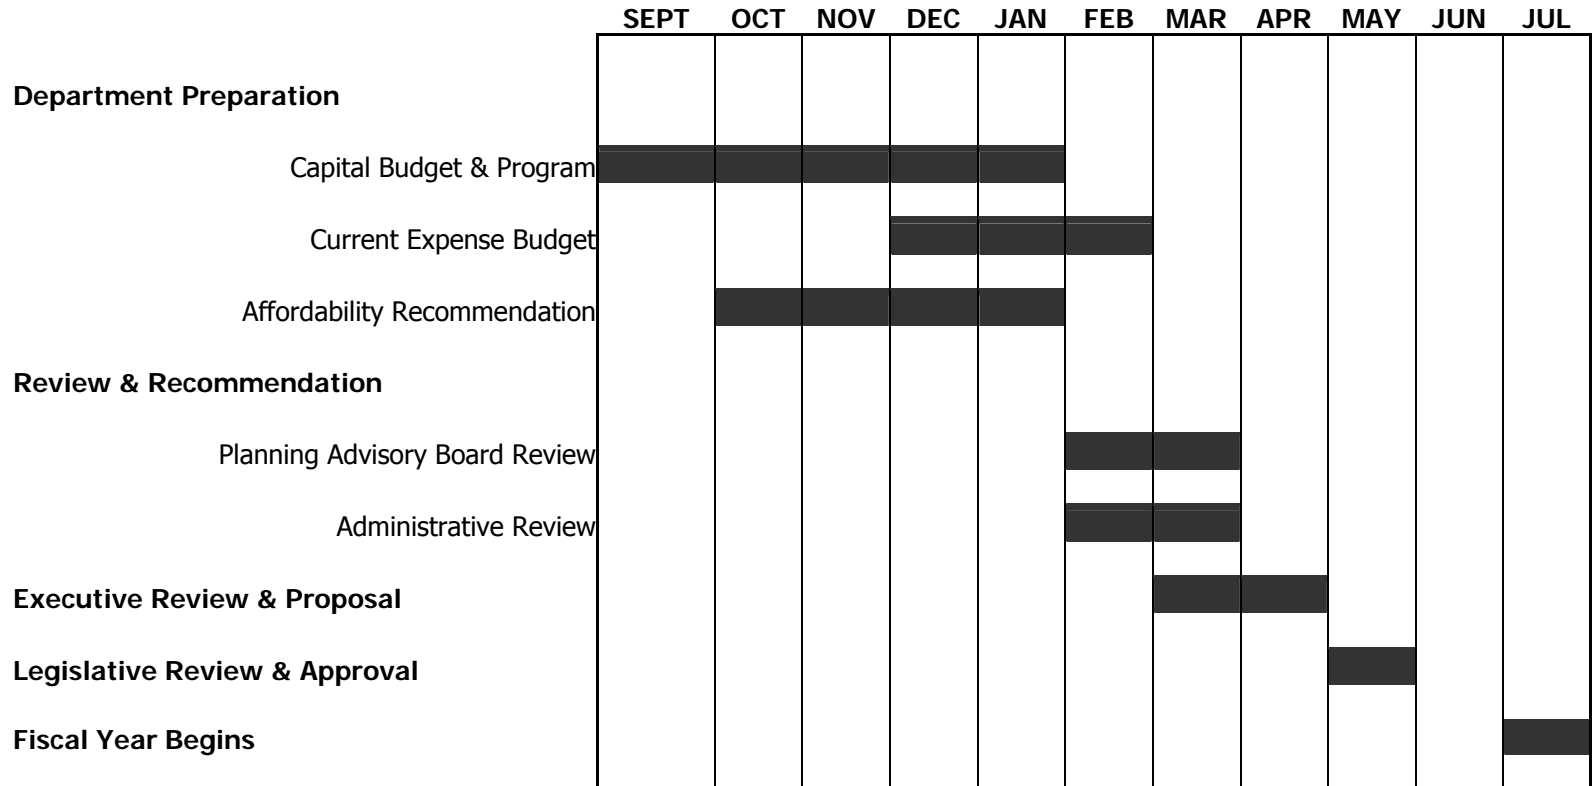 SEPT OCT NOV DEC JAN FEB MAR APR MAY JUN JUL
Department Preparation
Capital Budget & Program
Current Expense Budget
Affordability Recommendation
Review & Recommendation
Planning Advisory Board Review
Administrative Review
Executive Review & Proposal
Legislative Review & Approval
Fiscal Year Begins